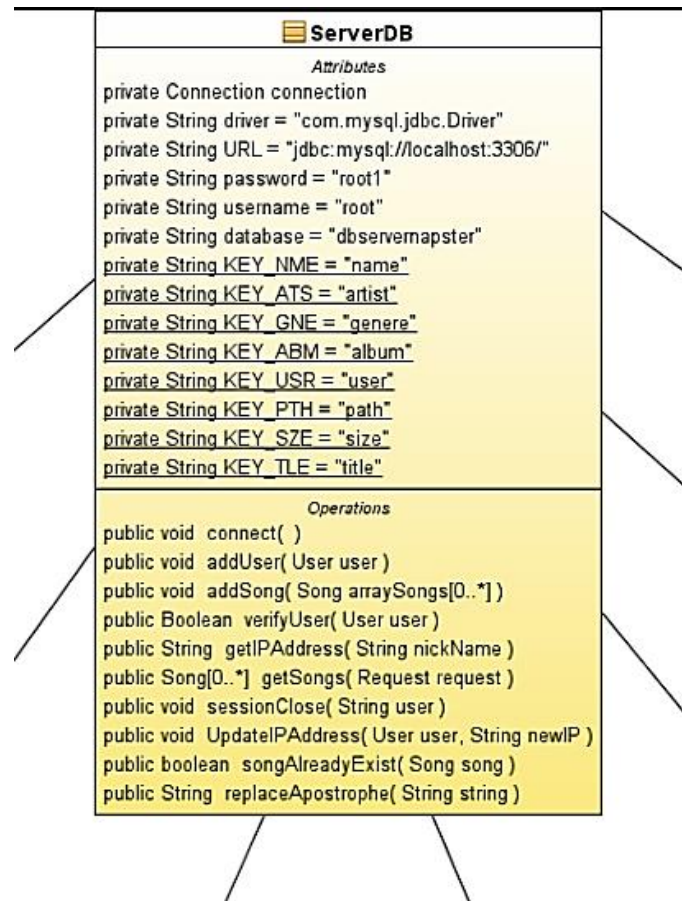 ServerDB
Attributes
private Connection connection
private String driver = "com.mysql.jdbc.Driver"
private String URL = "jdbc:mysql://localhost:3306/"
private String password = "root1"
private String username = "root"
private String database = "dbservernapster"
private String KEY_NME = "name"
private String KEY_ATS = "artist"
private String KEY_GNE = "genere"
private String KEY_ABM = "album"
private String KEY_USR = "user"
private String KEY_PTH = "path"
private String KEY_SZE = "size"
private String KEY_TLE = "title"
Operations
public void connect( )
public void addUser( User user )
public void addSong( Song arraySongs[0..*] )
public Boolean verifyUser( User user )
public String getIPAddress( String nickName )
public Song[0..*] getSongs( Request request )
public void sessionClose( String user )
public void UpdateIPAddress( User user, String newIP )
public boolean songAlreadyExist( Song song )
public String replaceApostrophe( String string )